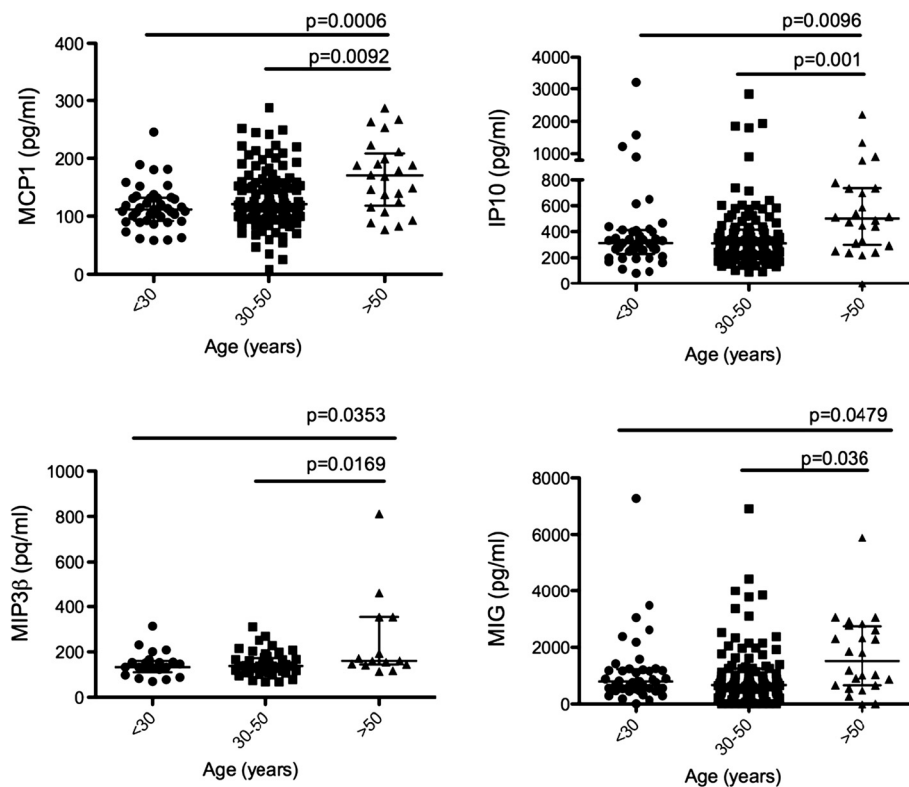 p=0.0006
p=0.0092
400
300
200
100
0
MCP1 (pg/ml)
<30
30-50
>50
Age (years)
p=0.0096
p=0.001
4000
3000
2000
1000
800
600
400
200
0
IP10 (pg/ml)
<30
30-50
>50
Age (years)
p=0.0353
p=0.0169
1000
800
600
400
200
0
MIP3β (pq/ml)
<30
30-50
>50
Age (years)
p=0.0479
p=0.036
8000
6000
4000
2000
0
MIG (pg/ml)
<30
30-50
>50
Age (years)